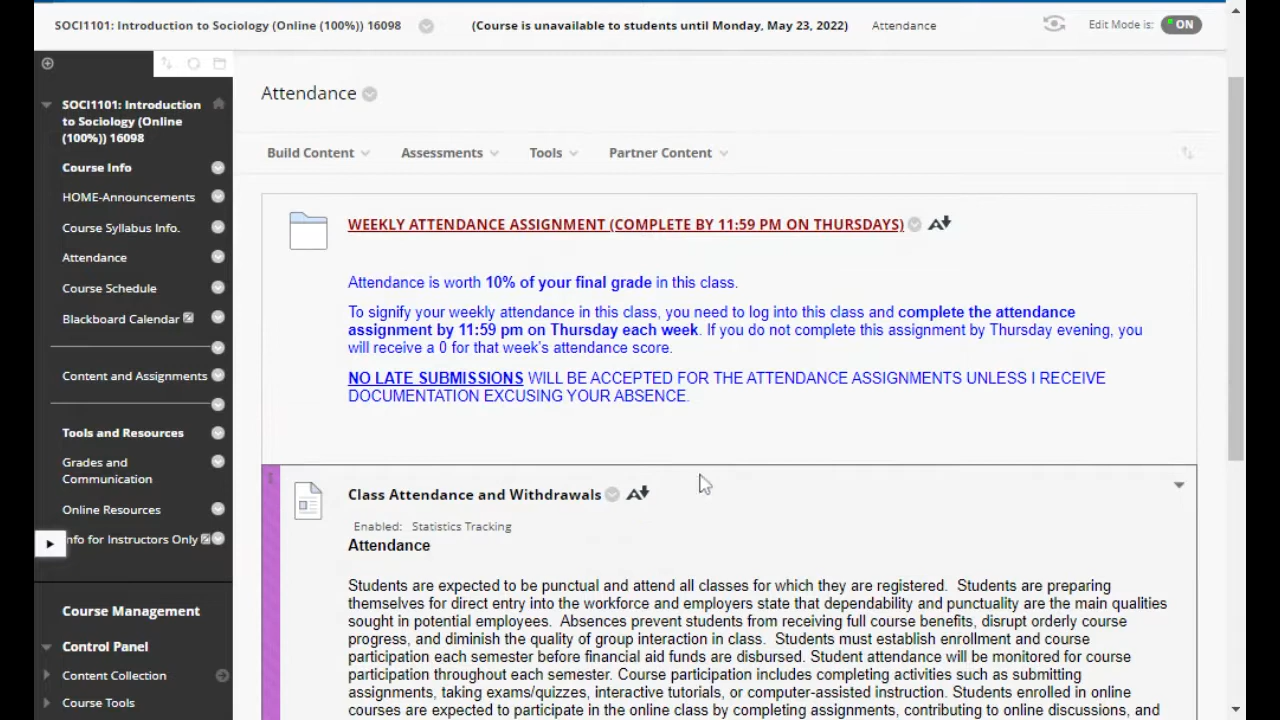 SOCI1101: Introduction to Sociology (Online (100%)) 16098
(Course is unavailable to students until Monday, May 23, 2022)
Attendance
Edit Mode is:
ON
SOCI1101: Introduction
to Sociology (Online
(100%)) 16098
Course Info
HOME-Announcements
Course Syllabus Info.
Attendance
Course Schedule
Blackboard Calendar
Content and Assignments
Tools and Resources
Grades and
Communication
Online Resources
nfo for Instructors Only
Course Management
Control Panel
Content Collection
Course Tools
Attendance
Build Content
Assessments
Tools
Partner Content
WEEKLY ATTENDANCE ASSIGNMENT (COMPLETE BY 11:59 PM ON THURSDAYS)
Attendance is worth 10% of your final grade in this class.
To signify your weekly attendance in this class, you need to log into this class and complete the attendance
assignment by 11:59 pm on Thursday each week. If you do not complete this assignment by Thursday evening, you
will receive a 0 for that week's attendance score.
NO LATE SUBMISSIONS WILL BE ACCEPTED FOR THE ATTENDANCE ASSIGNMENTS UNLESS I RECEIVE
DOCUMENTATION EXCUSING YOUR ABSENCE.
Class Attendance and Withdrawals
Enabled: Statistics Tracking
Attendance
Students are expected to be punctual and attend all classes for which they are registered. Students are preparing
themselves for direct entry into the workforce and employers state that dependability and punctuality are the main qualities
sought in potential employees. Absences prevent students from receiving full course benefits, disrupt orderly course
progress, and diminish the quality of group interaction in class. Students must establish enrollment and course
participation each semester before financial aid funds are disbursed. Student attendance will be monitored for course
participation throughout each semester. Course participation includes completing activities such as submitting
assignments, taking exams/quizzes, interactive tutorials, or computer-assisted instruction. Students enrolled in online
courses are expected to participate in the online class by completing assignments, contributing to online discussions, and